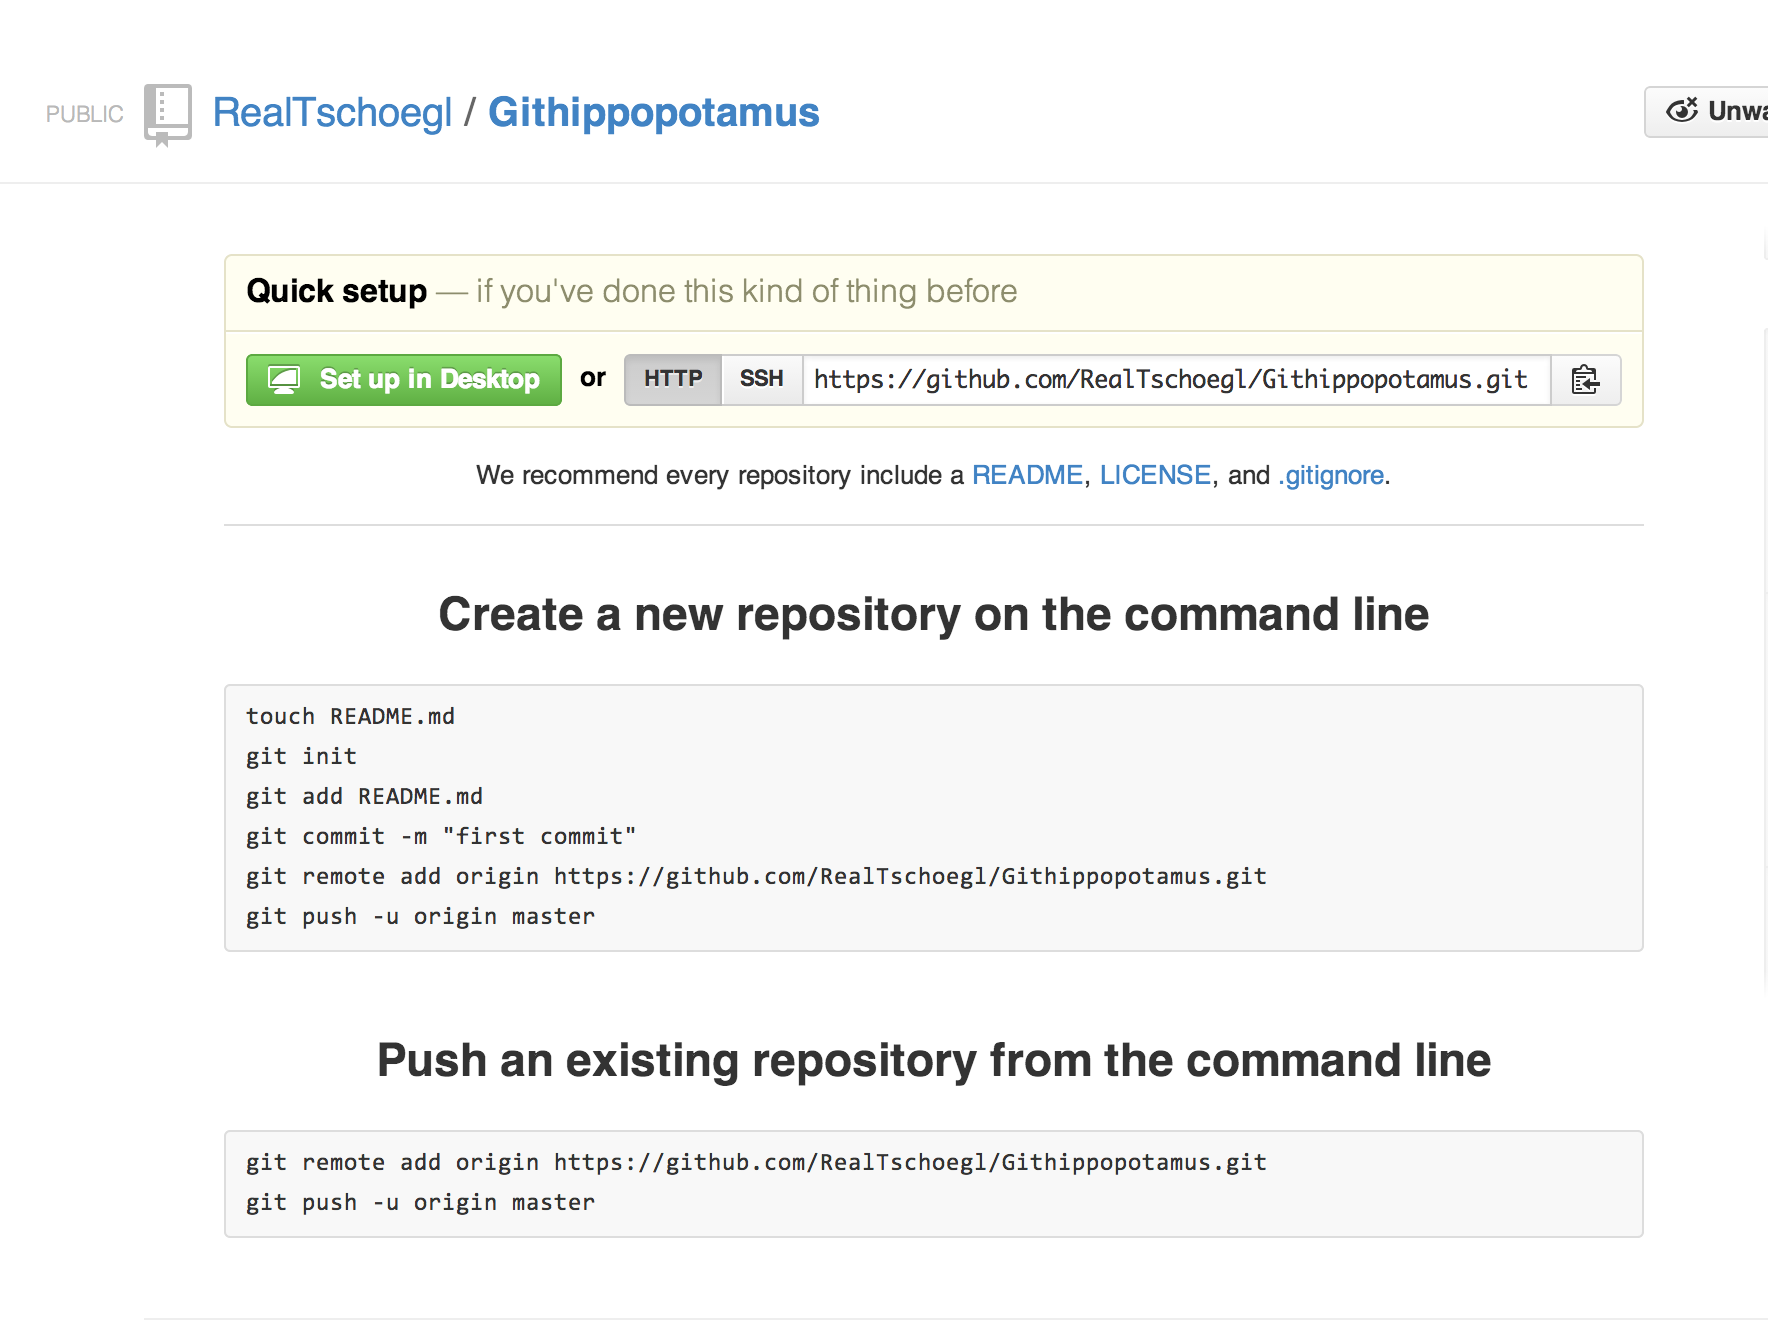 PUBLIC RealTschoegl / Githippopotamus
Quick setup — if you've done this kind of thing before
Set up in Desktop or HTTP SSH https://github.com/RealTschoegl/Githippopotamus.git
We recommend every repository include a README, LICENSE, and .gitignore.
Create a new repository on the command line
touch README.md
git init
git add README.md
git commit -m "first commit"
git remote add origin https://github.com/RealTschoegl/Githippopotamus.git
git push -u origin master
Push an existing repository from the command line
git remote add origin https://github.com/RealTschoegl/Githippopotamus.git
git push -u origin master